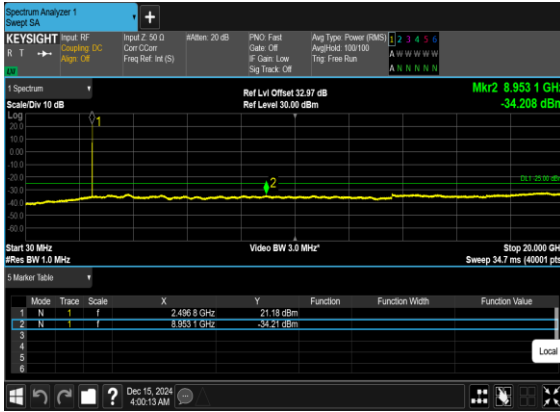 Spectrum Analyzer 1
Swept SA
+
KEYSIGHT Input: RF Input Z: 50 Ω #Atten: 20 dB PNO: Fast Avg Type: Power (RMS) 1 2 3 4 5 6
R T Coupling: DC Corr CCorr Gate: Off Avg|Hold: 100/100 A W W W W W
Align: Off Freq Ref: Int (S) IF Gain: Low Trig: Free Run
Sig Track: Off A N N N N N
1 Spectrum
Ref Lvl Offset 32.97 dB Mkr2 8.953 1 GHz
Scale/Div 10 dB Ref Level 30.00 dBm -34.208 dBm
Log
20.0
10.0
0.00
-10.0
-20.0
-30.0
-40.0
-50.0
-60.0
1
2
DL1 -25.00 dBm
Start 30 MHz Video BW 3.0 MHz* Stop 20.000 GH
#Res BW 1.0 MHz Sweep 34.7 ms (40001 pts
5 Marker Table
Mode Trace Scale X Y Function Function Width Function Value
1 N 1 f 2.496 8 GHz 21.18 dBm
2 N 1 f 8.953 1 GHz -34.21 dBm
3
4
5
6
Local
? Dec 15, 2024
4:00:13 AM